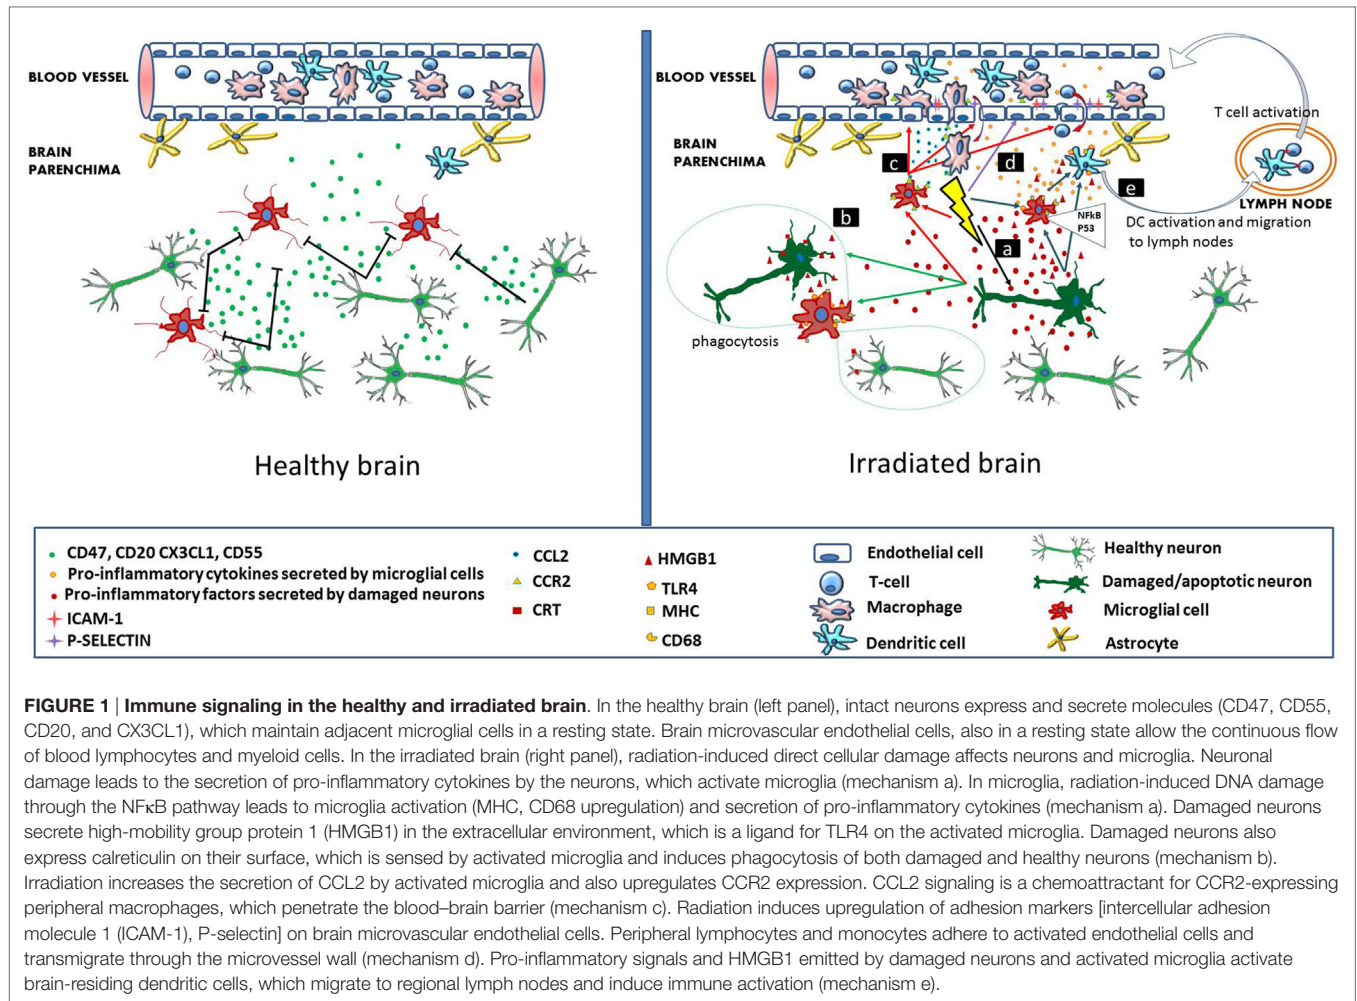 BLOOD VESSEL
BRAIN
PARENCHIMA
Healthy brain
BLOOD VESSEL
BRAIN
PARENCHIMA
c
d
b
a
e
NFkB
P53
phagocytosis
T cell activation
LYMPH NODE
DC activation and migration
to lymph nodes
Irradiated brain
CD47, CD20 CX3CL1, CD55
Pro-inflammatory cytokines secreted by microglial cells
Pro-inflammatory factors secreted by damaged neurons
ICAM-1
P-SELECTIN
CCL2
CCR2
CRT
HMGB1
TLR4
MHC
CD68
Endothelial cell
T-cell
Macrophage
Dendritic cell
Healthy neuron
Damaged/apoptotic neuron
Microglial cell
Astrocyte
FIGURE 1 | Immune signaling in the healthy and irradiated brain. In the healthy brain (left panel), intact neurons express and secrete molecules (CD47, CD55,
CD20, and CX3CL1), which maintain adjacent microglial cells in a resting state. Brain microvascular endothelial cells, also in a resting state allow the continuous flow
of blood lymphocytes and myeloid cells. In the irradiated brain (right panel), radiation-induced direct cellular damage affects neurons and microglia. Neuronal
damage leads to the secretion of pro-inflammatory cytokines by the neurons, which activate microglia (mechanism a). In microglia, radiation-induced DNA damage
through the NFκB pathway leads to microglia activation (MHC, CD68 upregulation) and secretion of pro-inflammatory cytokines (mechanism a). Damaged neurons
secrete high-mobility group protein 1 (HMGB1) in the extracellular environment, which is a ligand for TLR4 on the activated microglia. Damaged neurons also
express calreticulin on their surface, which is sensed by activated microglia and induces phagocytosis of both damaged and healthy neurons (mechanism b).
Irradiation increases the secretion of CCL2 by activated microglia and also upregulates CCR2 expression. CCL2 signaling is a chemoattractant for CCR2-expressing
peripheral macrophages, which penetrate the blood–brain barrier (mechanism c). Radiation induces upregulation of adhesion markers [intercellular adhesion
molecule 1 (ICAM-1), P-selectin] on brain microvascular endothelial cells. Peripheral lymphocytes and monocytes adhere to activated endothelial cells and
transmigrate through the microvessel wall (mechanism d). Pro-inflammatory signals and HMGB1 emitted by damaged neurons and activated microglia activate
brain-residing dendritic cells, which migrate to regional lymph nodes and induce immune activation (mechanism e).